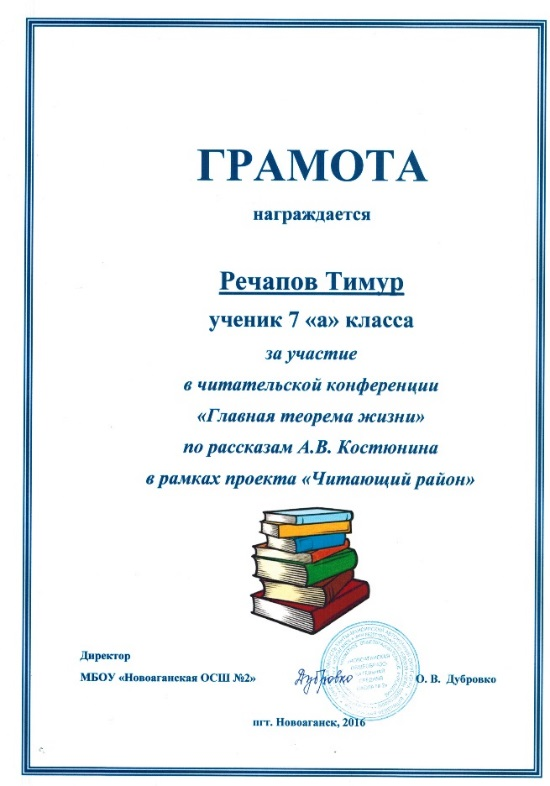 ГРАМОТА
награждается
Речапов Тимур
ученик 7 «а» класса
за участие
в читательской конференции
«Главная теорема жизни»
по рассказам А.В. Костюнина
в рамках проекта «Читающий район»
Директор
МБОУ «Новоаганская ОСШ №2» Дубровко О. В. Дубровко
пгт. Новоаганск, 2016